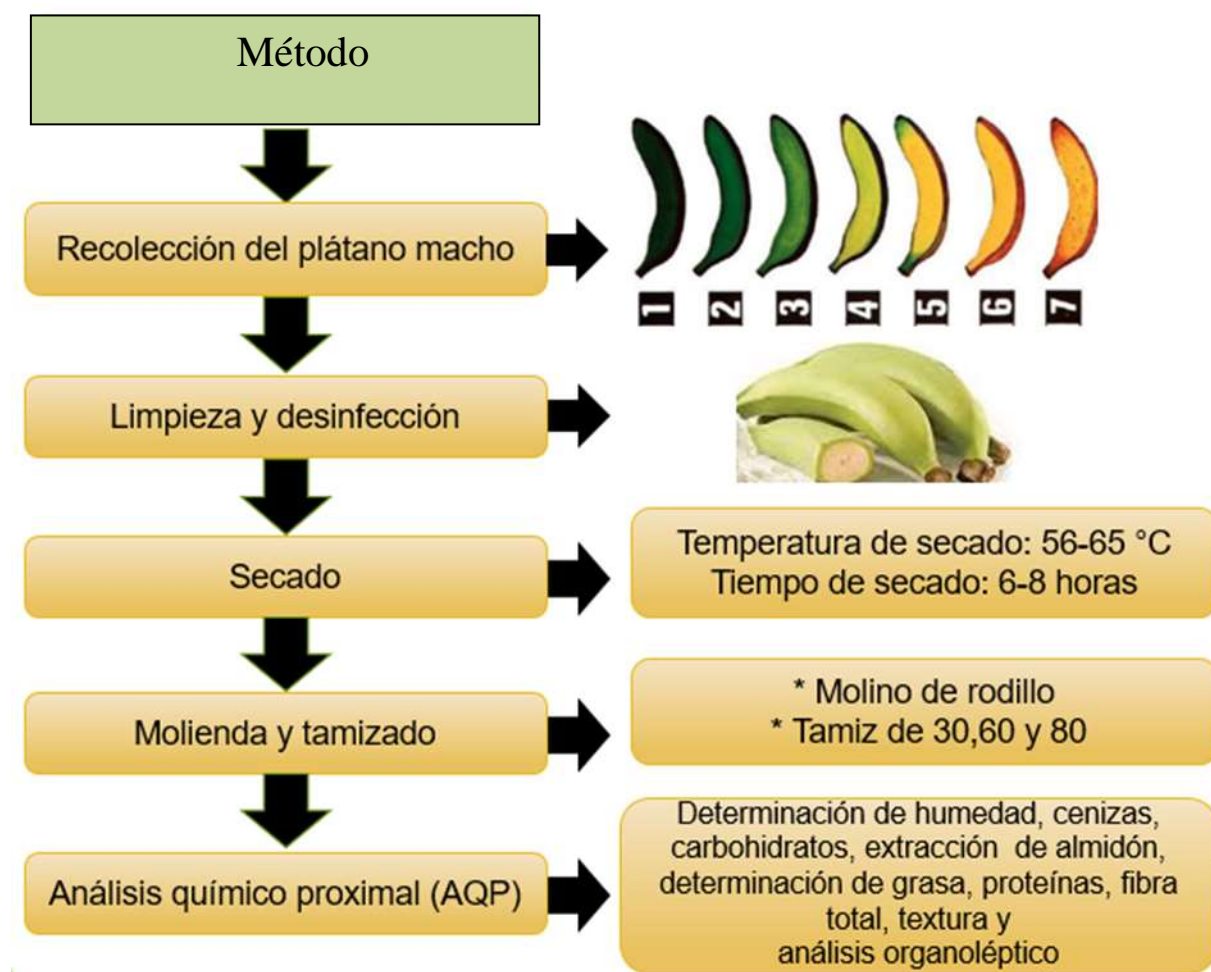 Método
Recolección del plátano macho
1 2 3 4 5 6 7
Limpieza y desinfección
Secado
Temperatura de secado: 56-65 °C
Tiempo de secado: 6-8 horas
Molienda y tamizado
* Molino de rodillo
* Tamiz de 30,60 y 80
Análisis químico proximal (AQP)
Determinación de humedad, cenizas,
carbohidratos, extracción de almidón,
determinación de grasa, proteínas, fibra
total, textura y
análisis organoléptico